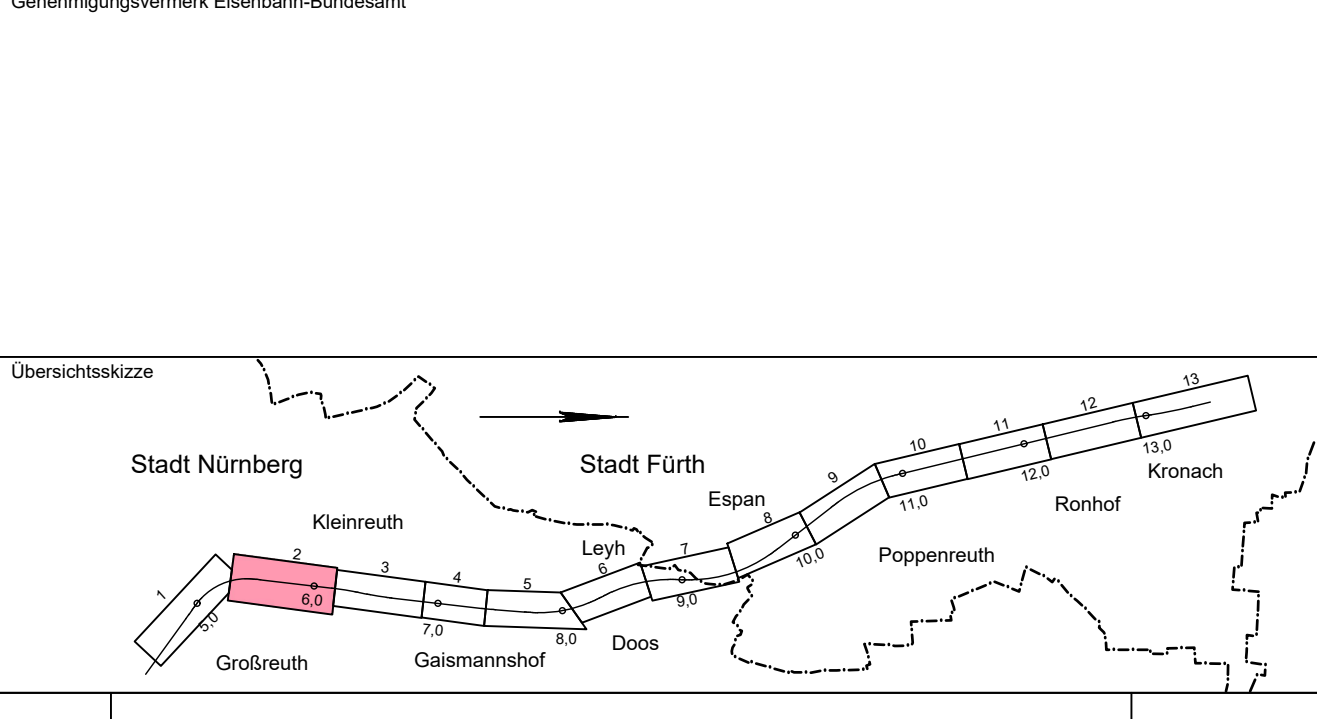 Genehmigungsvermerk Eisenbahn-Bundesamt
Übersichtsskizze
13
12
11
10
13,0
Stadt Nürnberg
Stadt Fürth
9
12,0
Kronach
Espan
11,0
Ronhof
8
Kleinreuth
Leyh
7
10,0
Poppenreuth
2
3
4
5
6
1
6,0
9,0
5,0
7,0
8,0
Doos
Großreuth
Gaismannshof